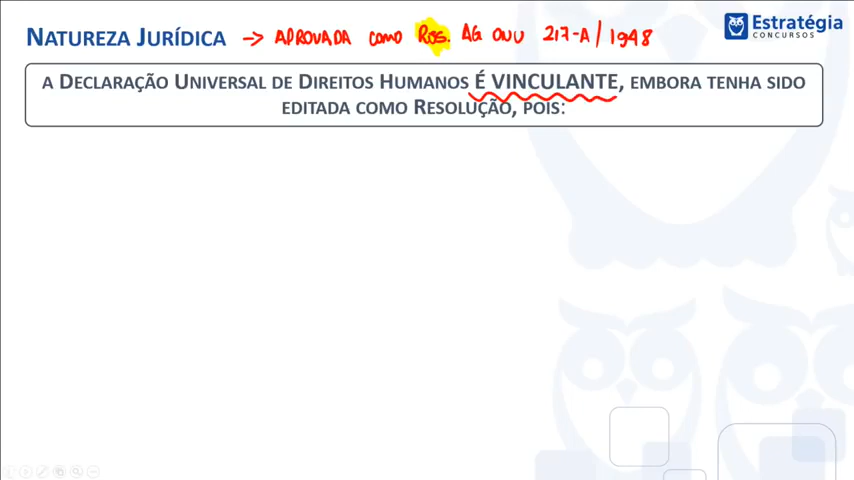 NATUREZA JURÍDICA → APROVADA COMO RES. AG ONU 217-A/1948
Estratégia
CONCURSOS
A DECLARAÇÃO UNIVERSAL DE DIREITOS HUMANOS É VINCULANTE, EMBORA TENHA SIDO
EDITADA COMO RESOLUÇÃO, POIS: